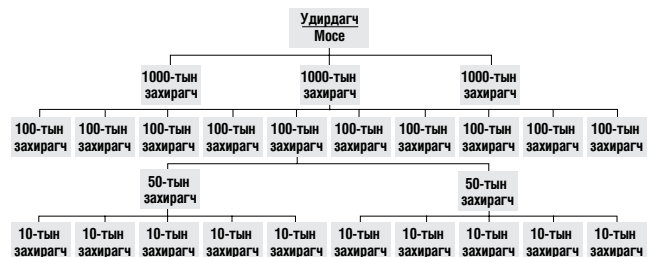 Удирдагч
Мосе
1000-тын 1000-тын 1000-тын
захирагч захирагч захирагч
100-тын 100-тын 100-тын 100-тын 100-тын 100-тын 100-тын 100-тын 100-тын 100-тын
захирагч захирагч захирагч захирагч захирагч захирагч захирагч захирагч захирагч захирагч
50-тын 50-тын
захирагч захирагч
10-тын 10-тын 10-тын 10-тын 10-тын 10-тын 10-тын 10-тын 10-тын 10-тын
захирагч захирагч захирагч захирагч захирагч захирагч захирагч захирагч захирагч захирагч